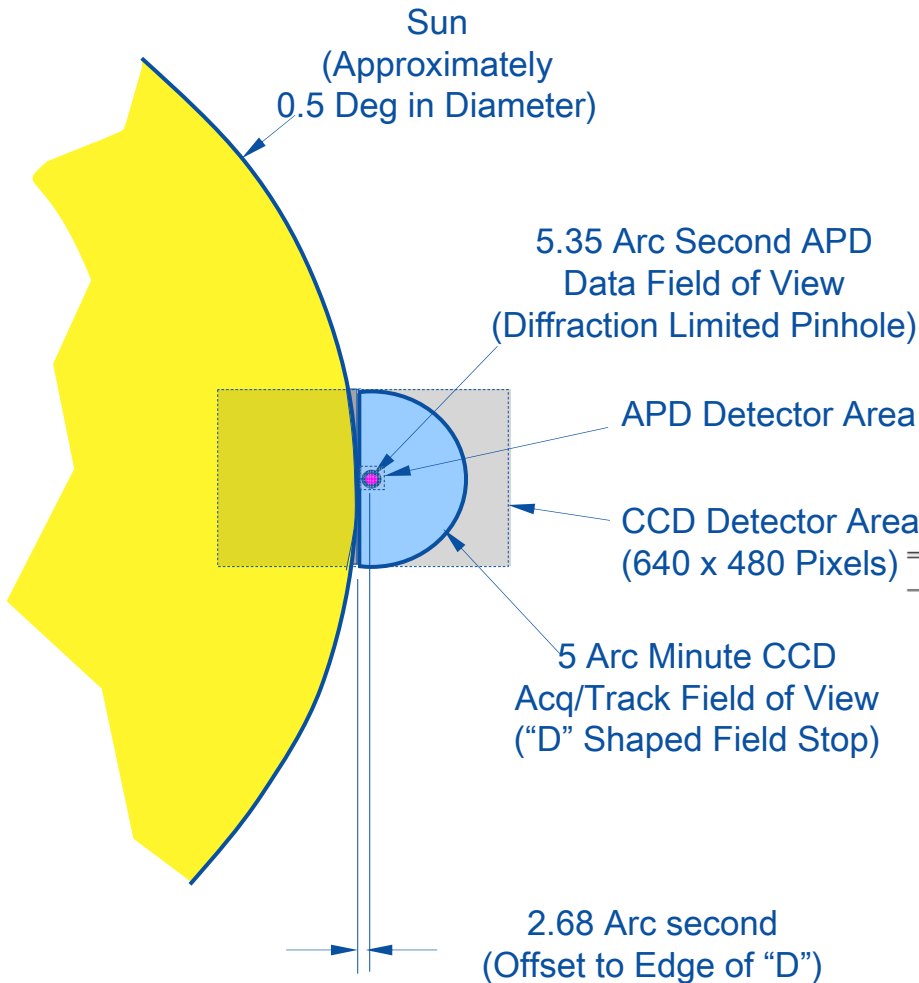 Sun
(Approximately
0.5 Deg in Diameter)
5.35 Arc Second APD
Data Field of View
(Diffraction Limited Pinhole)
APD Detector Area
CCD Detector Area
(640 x 480 Pixels)
5 Arc Minute CCD
Acq/Track Field of View
(“D” Shaped Field Stop)
2.68 Arc second
(Offset to Edge of “D”)